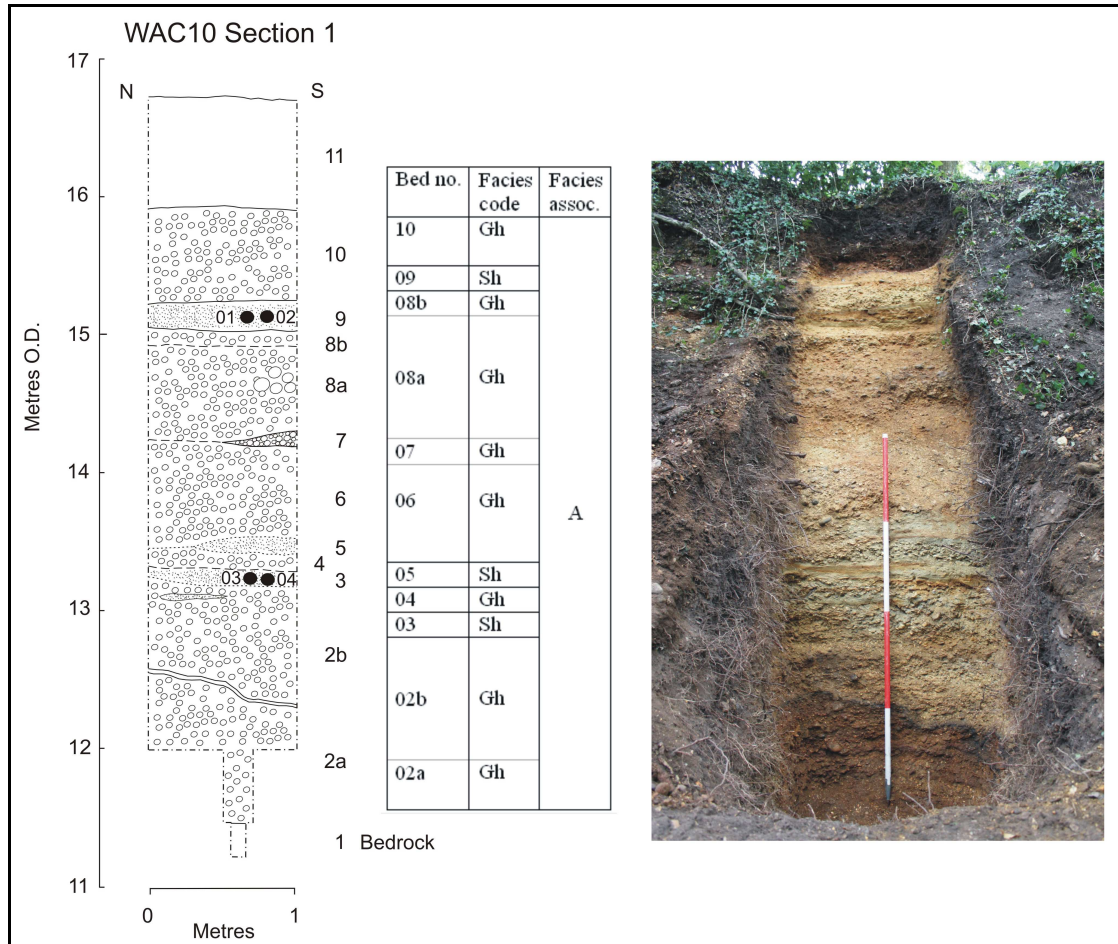 WAC10 Section 1
17
16
15
14
13
12
11
Metres O.D.
N
S
11
10
9
8b
8a
7
6
5
4
3
2b
2a
1 Bedrock
01 02
03 04
0
1
Metres
Bed no. Facies code Facies assoc.
10 Gh
09 Sh
08b Gh
08a Gh
07 Gh
06 Gh
A
05 Sh
04 Gh
03 Sh
02b Gh
02a Gh